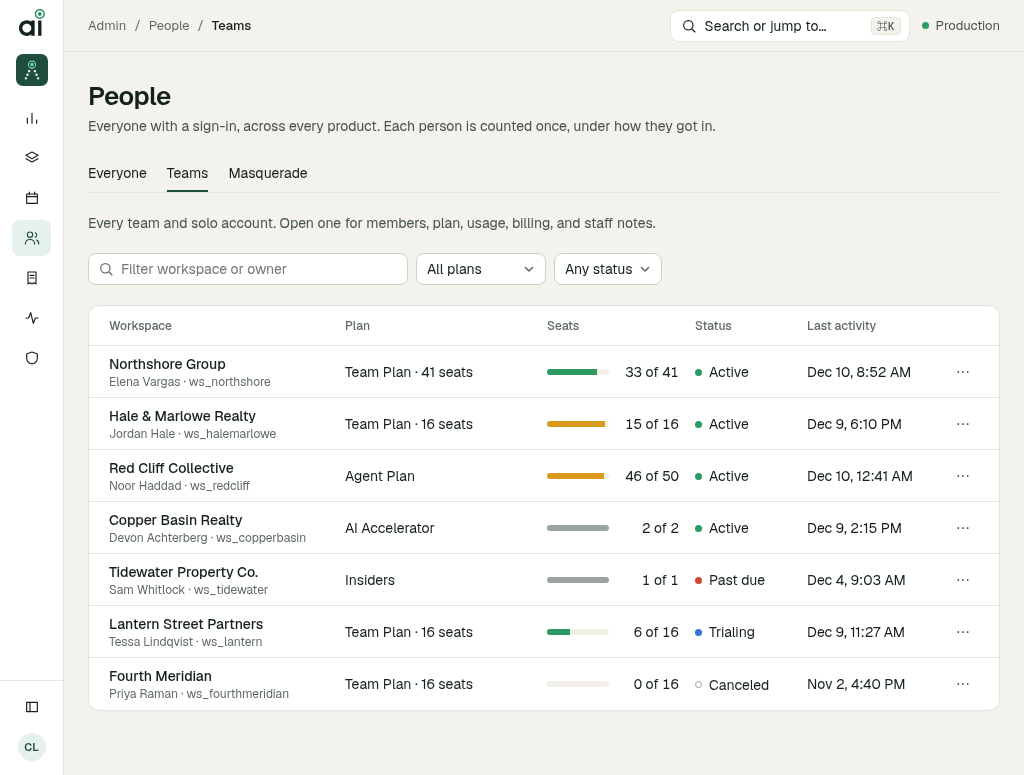 ai
Admin / People / Teams
Search or jump to… ⌘K
Production
People
Everyone with a sign-in, across every product. Each person is counted once, under how they got in.
Everyone Teams Masquerade
Every team and solo account. Open one for members, plan, usage, billing, and staff notes.
Filter workspace or owner All plans Any status
Workspace Plan Seats Status Last activity
Northshore Group
Elena Vargas · ws_northshore
Team Plan · 41 seats 33 of 41 Active Dec 10, 8:52 AM ···
Hale & Marlowe Realty
Jordan Hale · ws_halemarlowe
Team Plan · 16 seats 15 of 16 Active Dec 9, 6:10 PM ···
Red Cliff Collective
Noor Haddad · ws_redcliff
Agent Plan 46 of 50 Active Dec 10, 12:41 AM ···
Copper Basin Realty
Devon Achterberg · ws_copperbasin
AI Accelerator 2 of 2 Active Dec 9, 2:15 PM ···
Tidewater Property Co.
Sam Whitlock · ws_tidewater
Insiders 1 of 1 Past due Dec 4, 9:03 AM ···
Lantern Street Partners
Tessa Lindqvist · ws_lantern
Team Plan · 16 seats 6 of 16 Trialing Dec 9, 11:27 AM ···
Fourth Meridian
Priya Raman · ws_fourthmeridian
Team Plan · 16 seats 0 of 16 Canceled Nov 2, 4:40 PM ···
CL